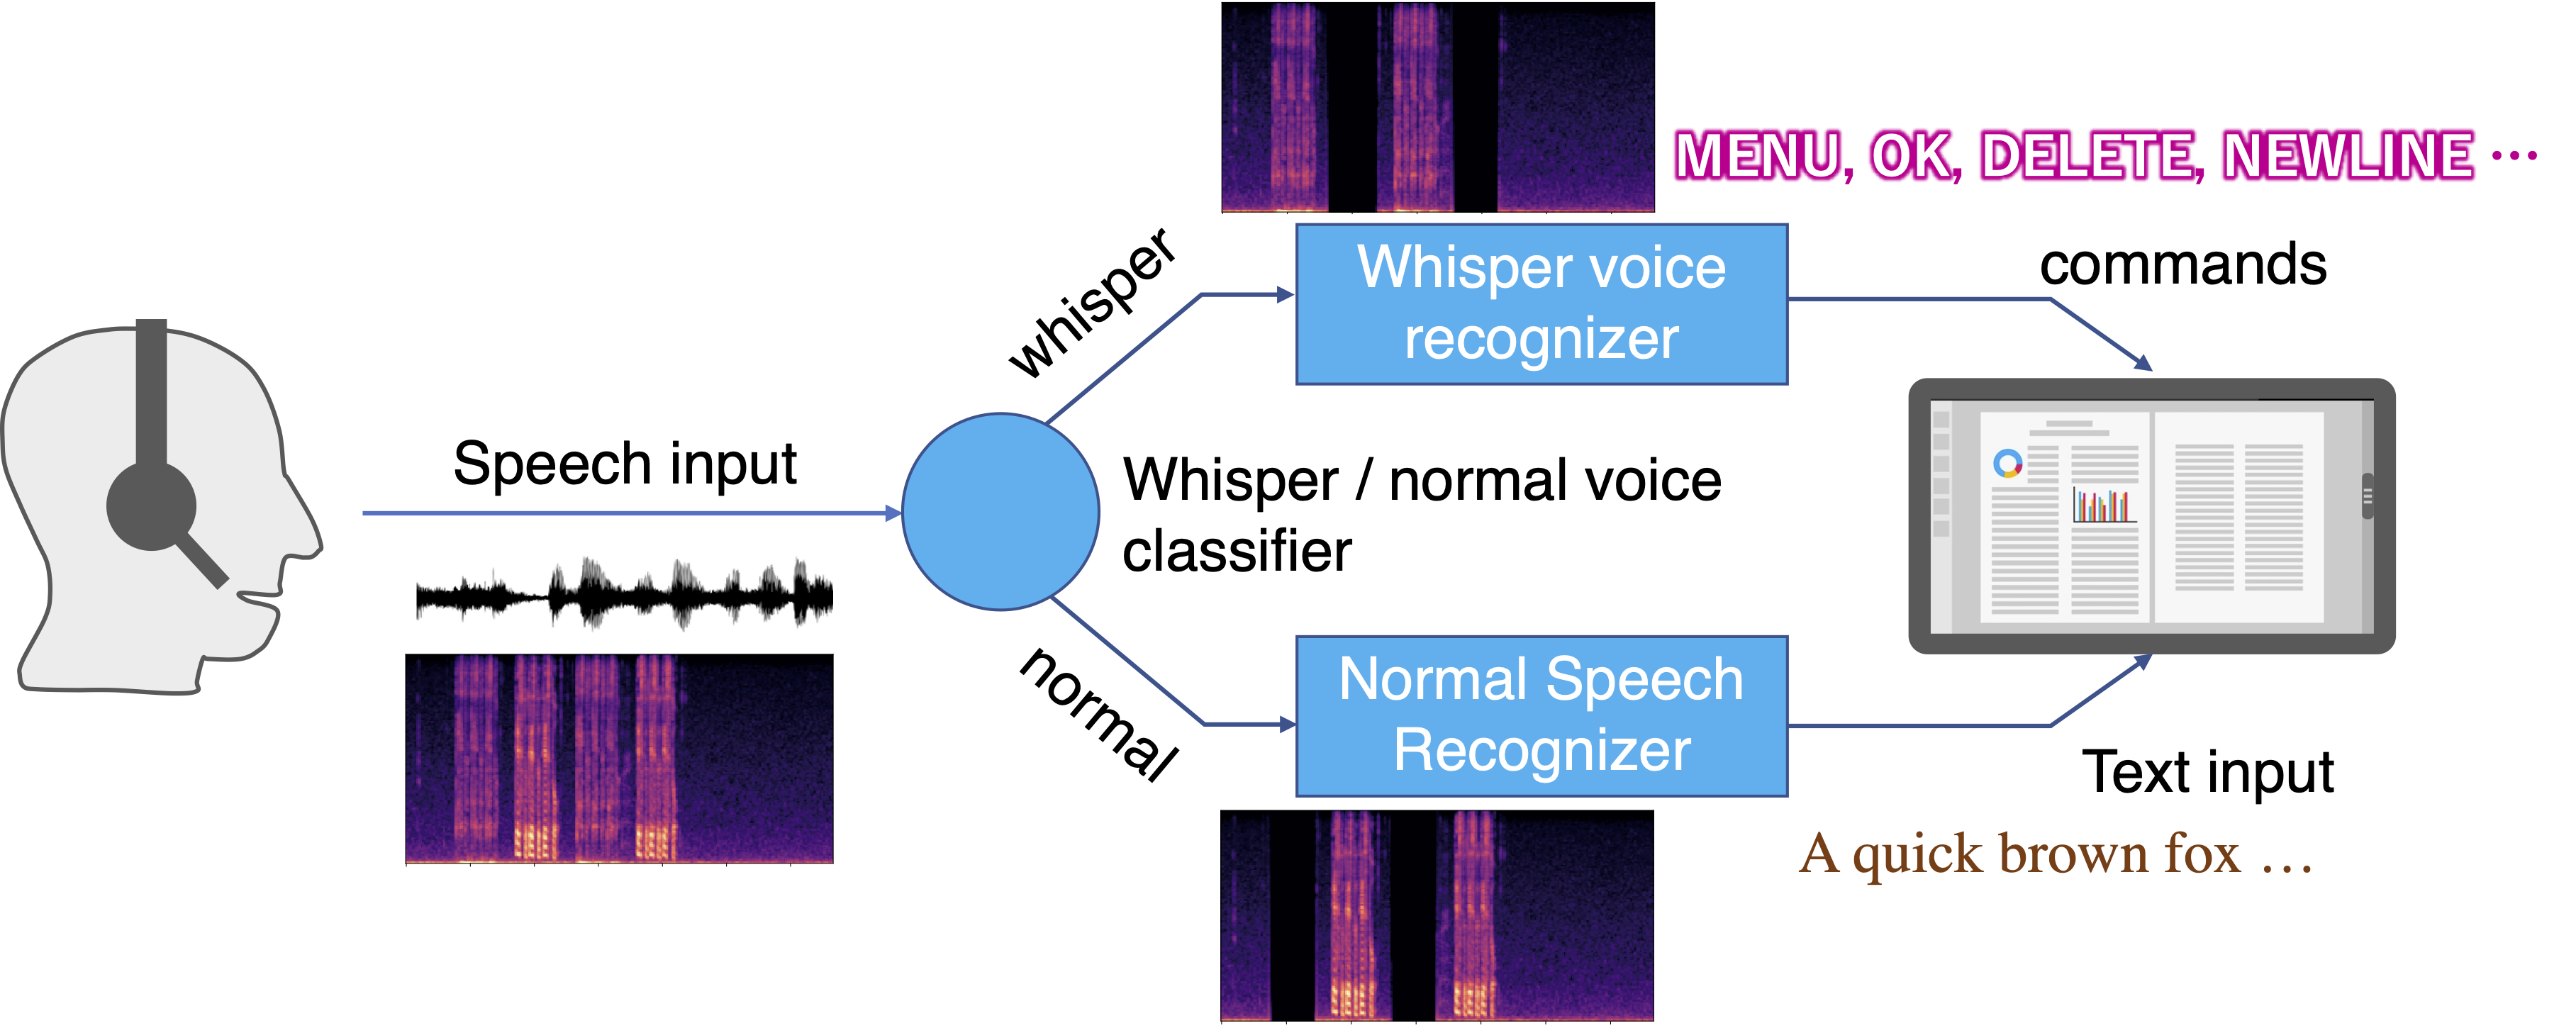 MENU, OK, DELETE, NEWLINE …
whisper
Whisper voice
recognizer
commands
Speech input
Whisper / normal voice
classifier
normal
Normal Speech
Recognizer
Text input
A quick brown fox …